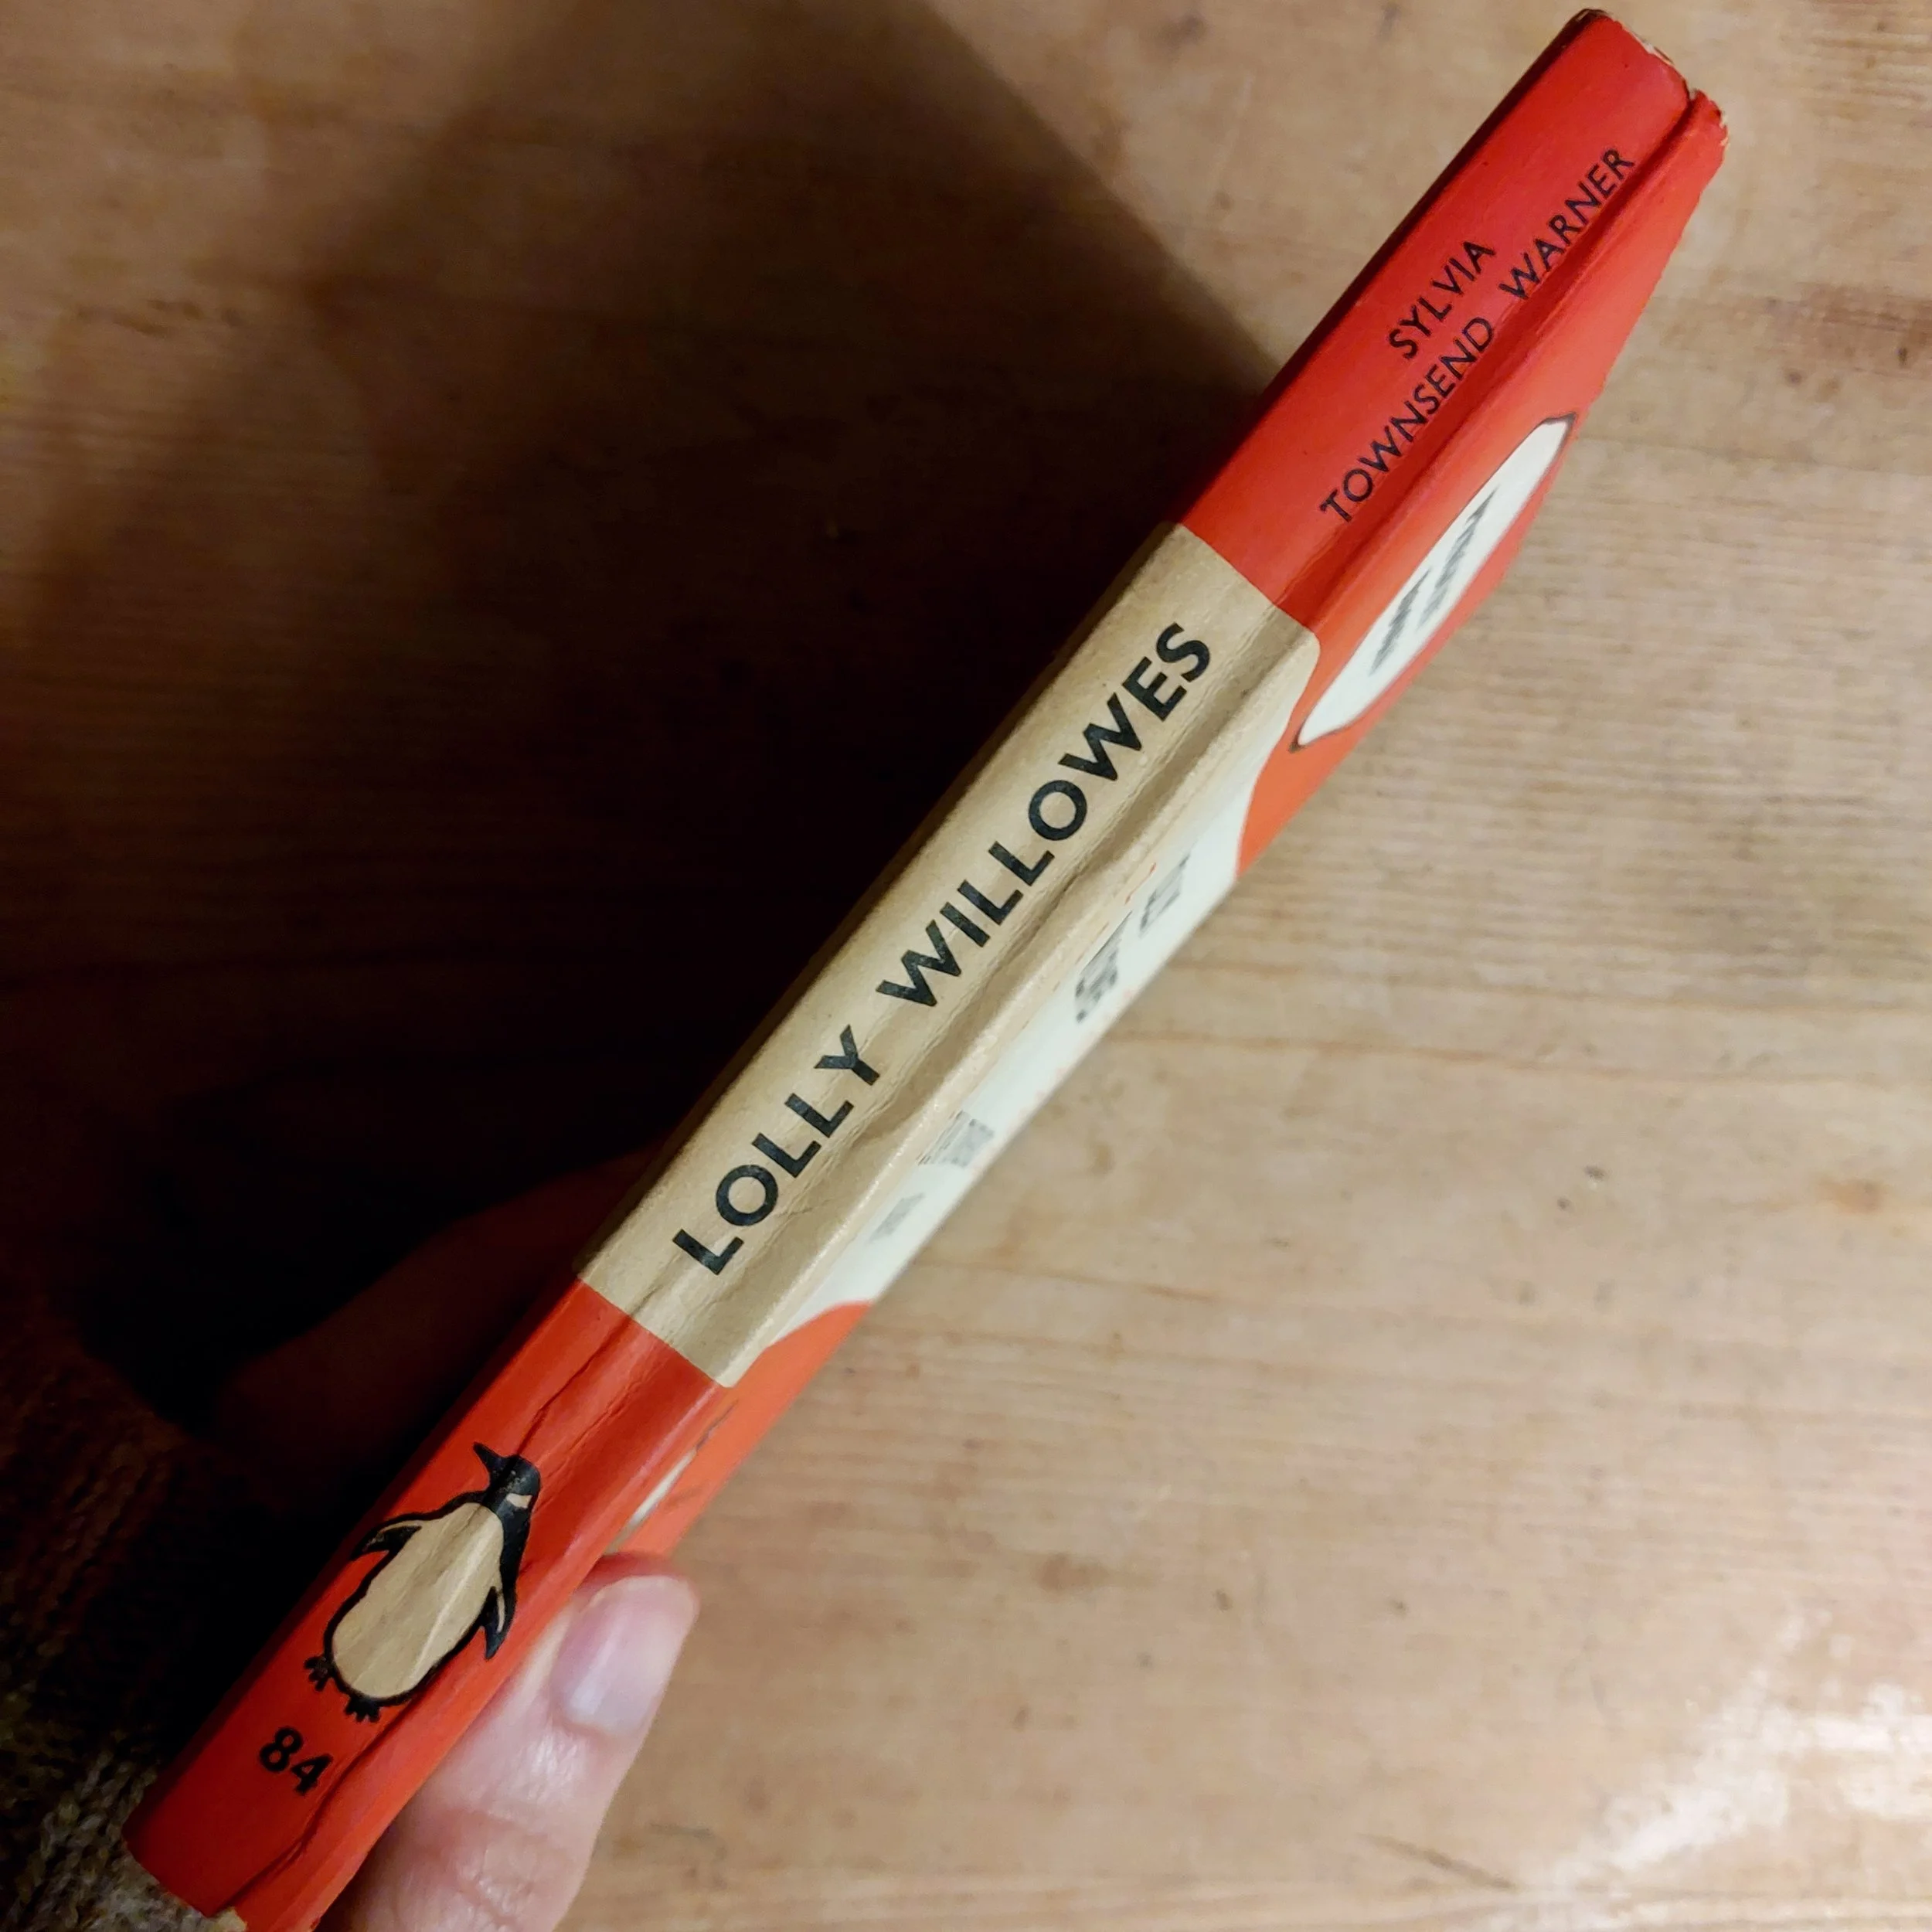 SYLVIA
TOWNSEND WARNER
LOLLY WILLOWES
84